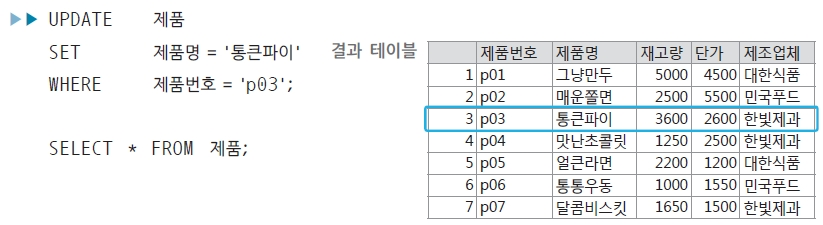 UPDATE 제품
SET 제품명 = '통큰파이'
WHERE 제품번호 = 'p03';
SELECT * FROM 제품;
결과 테이블
제품번호 제품명 재고량 단가 제조업체
1 p01 그냥만두 5000 4500 대한식품
2 p02 매운쫄면 2500 5500 민국푸드
3 p03 통큰파이 3600 2600 한빛제과
4 p04 맛난초콜릿 1250 2500 한빛제과
5 p05 얼큰라면 2200 1200 대한식품
6 p06 통통우동 1000 1550 민국푸드
7 p07 달콤비스킷 1650 1500 한빛제과